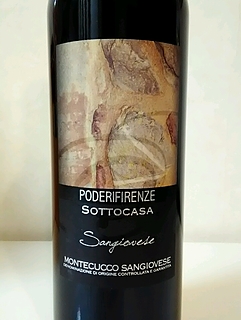 PODERIFIRENZE
SOTTOCASA
Sangiovese
MONTECUCCO SANGIOVESE
DENOMINAZIONE DI ORIGINE CONTROLLATA E GARANTITA